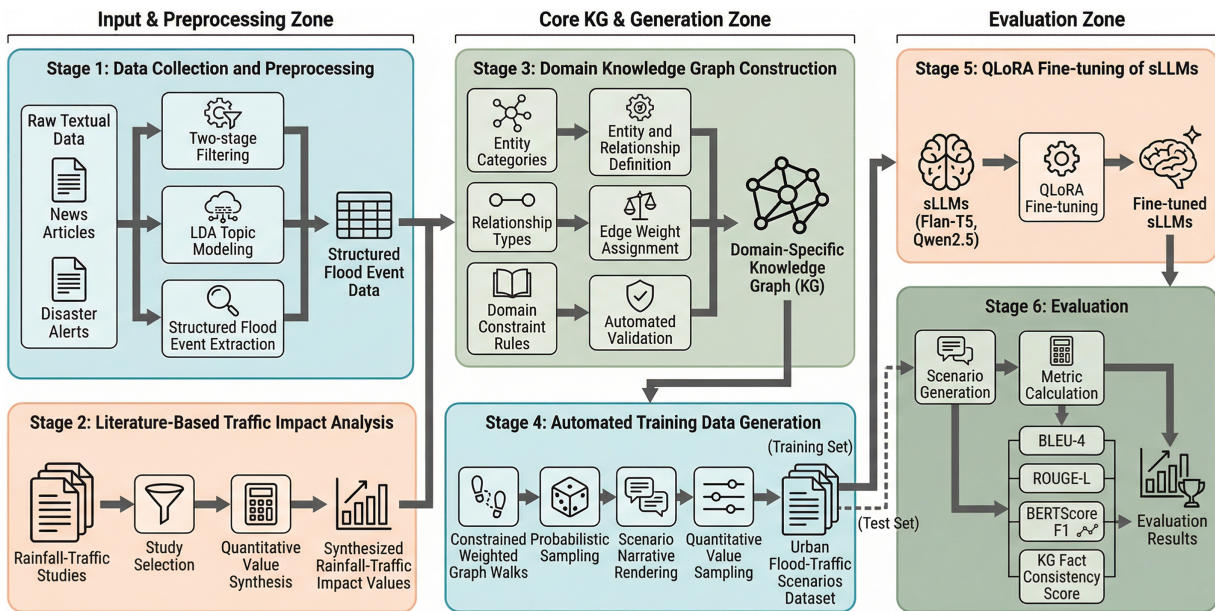 Input & Preprocessing Zone
Core KG & Generation Zone
Evaluation Zone
Stage 1: Data Collection and Preprocessing
Raw Textual
Data
News
Articles
Disaster
Alerts
Two-stage
Filtering
LDA Topic
Modeling
Structured Flood
Event Extraction
Structured
Flood Event
Data
Stage 2: Literature-Based Traffic Impact Analysis
Rainfall-Traffic
Studies
Study
Selection
Quantitative
Value
Synthesis
Synthesized
Rainfall-Traffic
Impact Values
Stage 3: Domain Knowledge Graph Construction
Entity
Categories
Entity and
Relationship
Definition
Relationship
Types
Edge Weight
Assignment
Domain
Constraint
Rules
Automated
Validation
Domain-Specific
Knowledge
Graph (KG)
Stage 4: Automated Training Data Generation
(Training Set)
(Test Set)
Constrained
Weighted
Graph Walks
Probabilistic
Sampling
Scenario
Narrative
Rendering
Quantitative
Value
Sampling
Urban
Flood-Traffic
Scenarios
Dataset
Stage 5: QLoRA Fine-tuning of sLLMs
sLLMs
(Flan-T5,
Qwen2.5)
QLoRA
Fine-tuning
Fine-tuned
sLLMs
Stage 6: Evaluation
Scenario
Generation
Metric
Calculation
BLEU-4
ROUGE-L
BERTScore
F1
KG Fact
Consistency
Score
Evaluation
Results